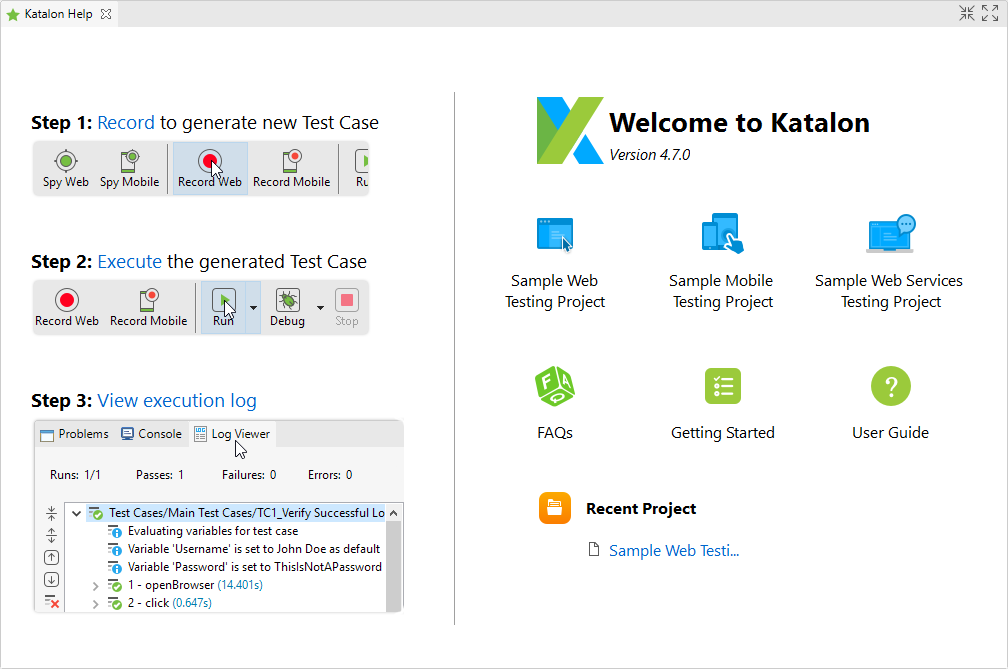 Katalon Help
Step 1: Record to generate new Test Case
Spy Web Spy Mobile Record Web Record Mobile
Step 2: Execute the generated Test Case
Record Web Record Mobile Run Debug Stop
Step 3: View execution log
Problems Console Log Viewer
Runs: 1/1 Passes: 1 Failures: 0 Errors: 0
Test Cases/Main Test Cases/TC1_Verify Successful Lo
Evaluating variables for test case
Variable 'Username' is set to John Doe as default
Variable 'Password' is set to ThisIsNotAPassword
1 - openBrowser (14.401s)
2 - click (0.647s)
Welcome to Katalon
Version 4.7.0
Sample Web
Testing Project
Sample Mobile
Testing Project
Sample Web Services
Testing Project
FAQ
FAQs
Getting Started
?
User Guide
Recent Project
Sample Web Testi...